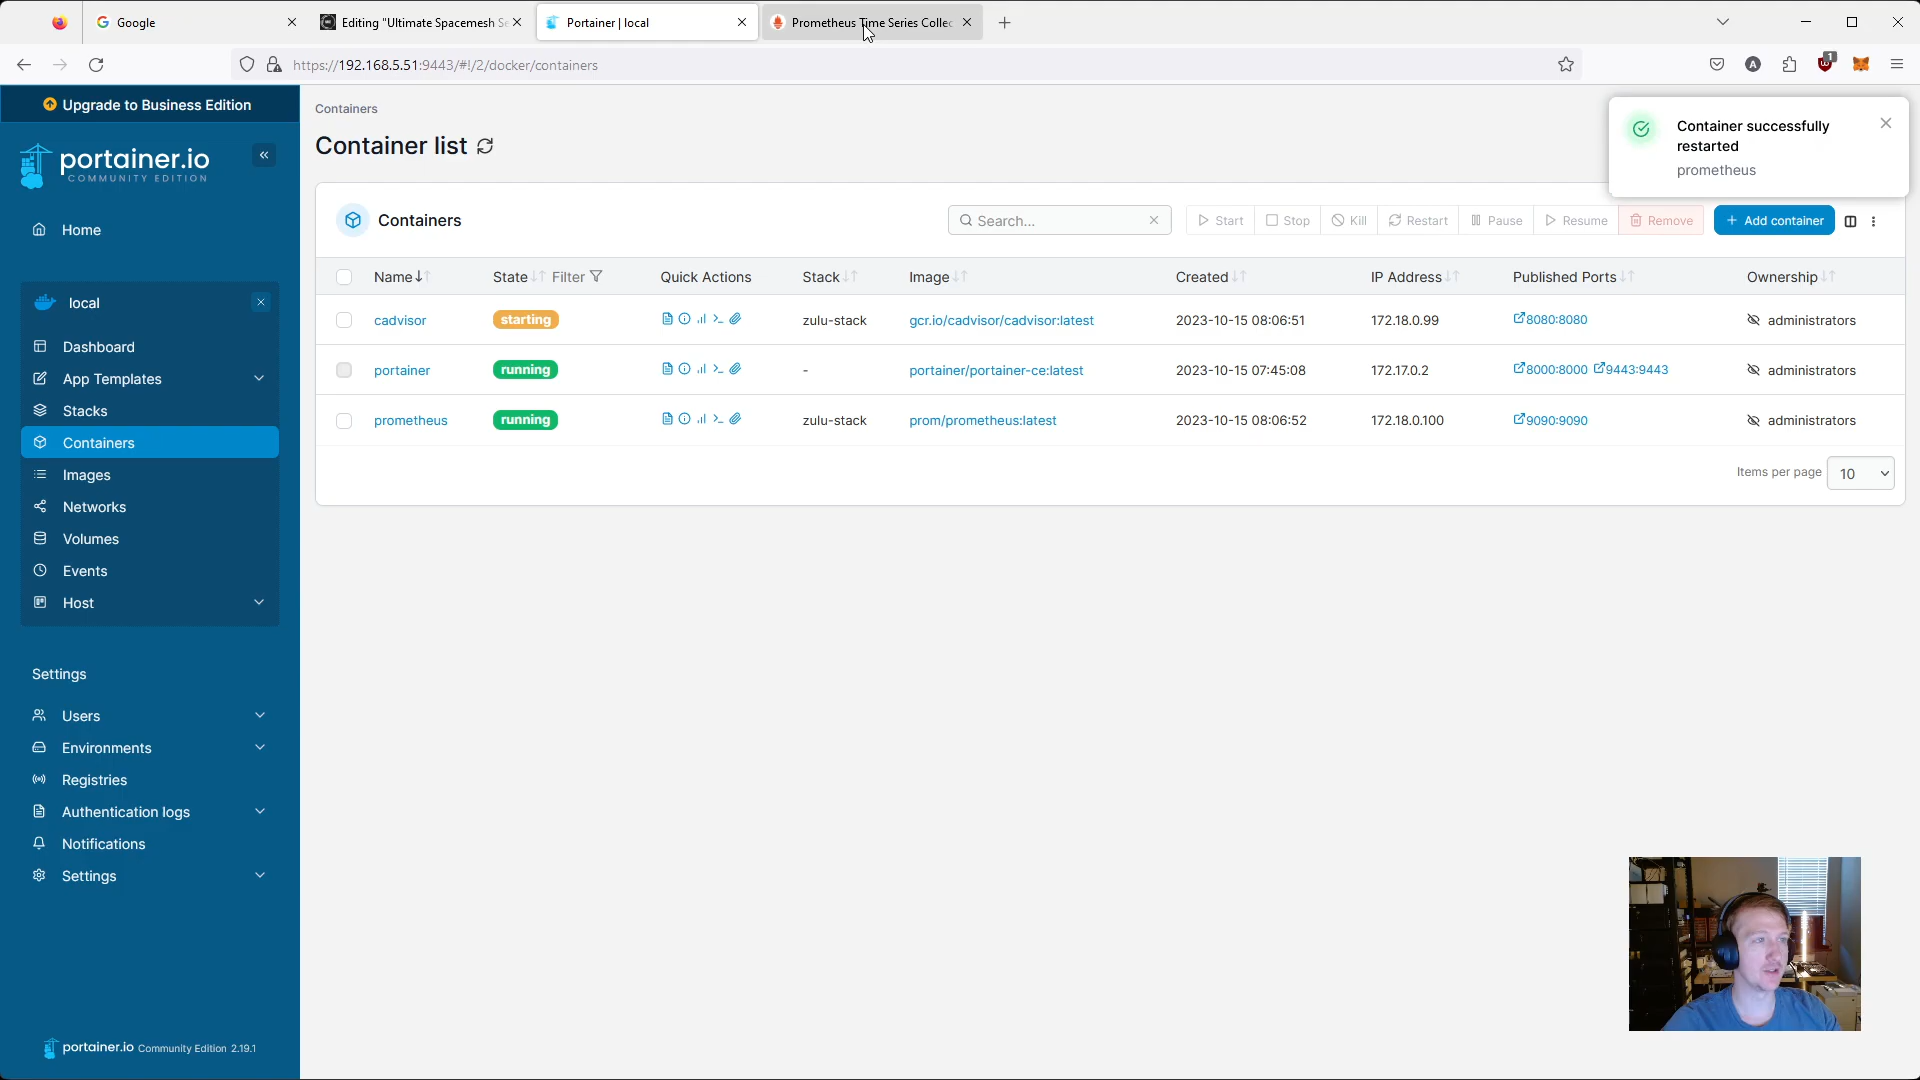 Google
Editing "Ultimate Spacemesh Se
Portainer | local
Prometheus Time Series Collec
https://192.168.5.51:9443/#!/2/docker/containers
1
A
Upgrade to Business Edition
portainer.io
COMMUNITY EDITION
Home
local
Dashboard
App Templates
Stacks
Containers
Images
Networks
Volumes
Events
Host
Settings
Users
Environments
Registries
Authentication logs
Notifications
Settings
portainer.io Community Edition 2.19.1
Containers
Container list
Container successfully
restarted
prometheus
Containers
Search...
Start
Stop
Kill
Restart
Pause
Resume
Remove
+ Add container
Name State Filter Quick Actions Stack Image Created IP Address Published Ports Ownership
cadvisor starting zulu-stack gcr.io/cadvisor/cadvisor:latest 2023-10-15 08:06:51 172.18.0.99 8080:8080 administrators
portainer running - portainer/portainer-ce:latest 2023-10-15 07:45:08 172.17.0.2 8000:8000 9443:9443 administrators
prometheus running zulu-stack prom/prometheus:latest 2023-10-15 08:06:52 172.18.0.100 9090:9090 administrators
Items per page 10